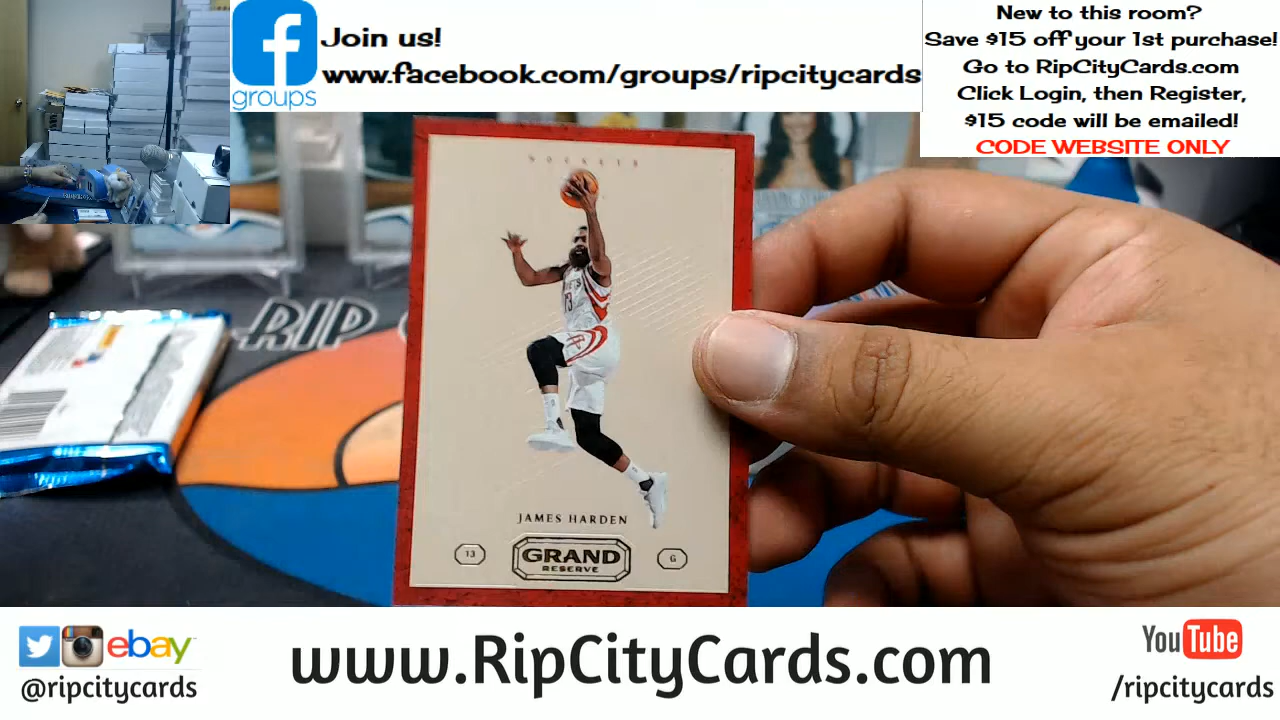 f
groups
Join us!
www.facebook.com/groups/ripcitycards
New to this room?
Save $15 off your 1st purchase!
Go to RipCityCards.com
Click Login, then Register,
$15 code will be emailed!
CODE WEBSITE ONLY
ROCKETS
RIP
13
JAMES HARDEN
13
GRAND
RESERVE
G
ebay
@ripcitycards
www.RipCityCards.com
YouTube
/ripcitycards